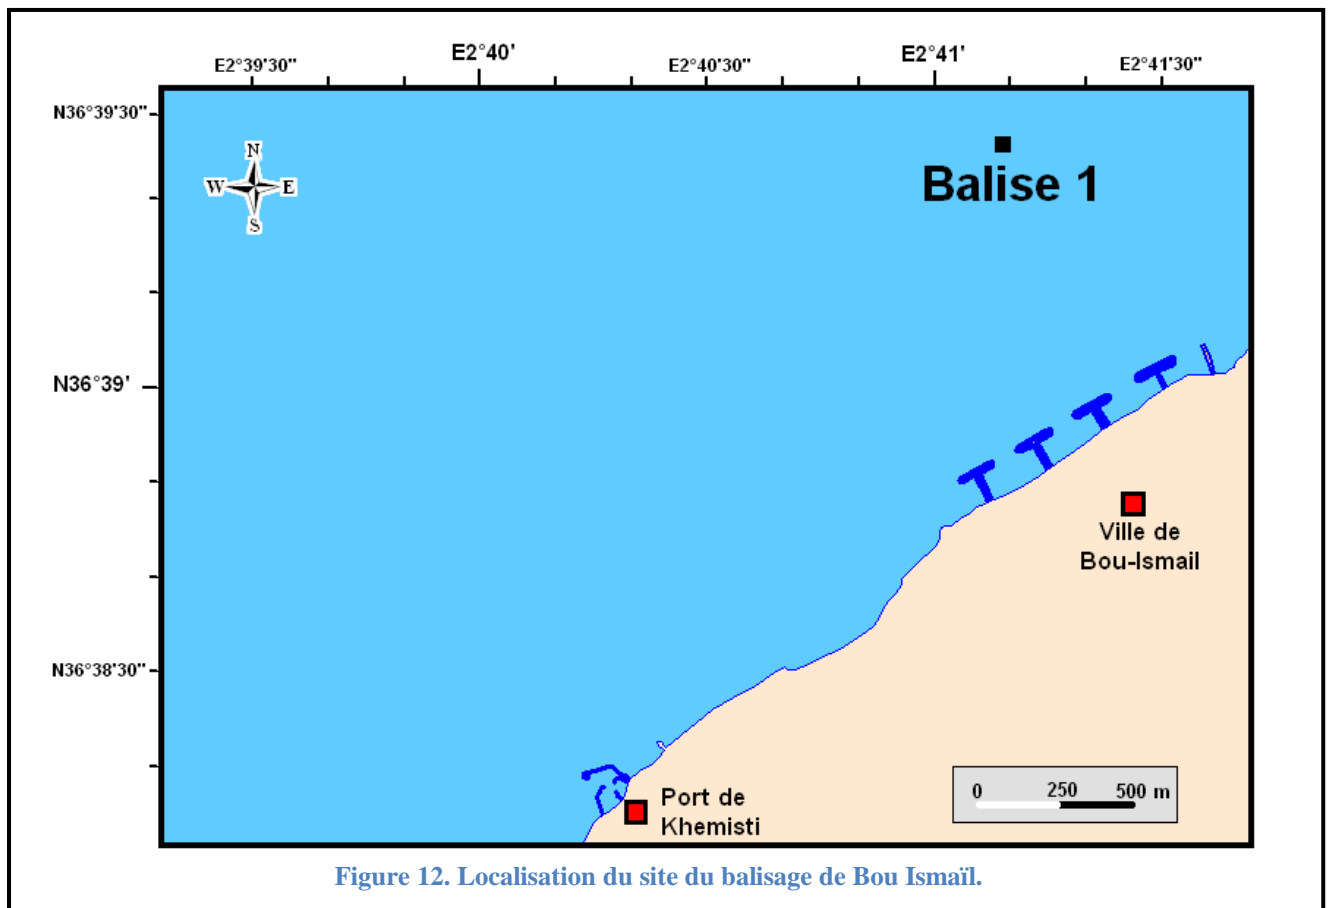 E2°39'30"
E2°40'
E2°40'30"
E2°41'
E2°41'30"
N36°39'30"
N
W E
S
Balise 1
N36°39'
Ville de
Bou-Ismail
N36°38'30"
Port de
Khemisti
0 250 500 m
Figure 12. Localisation du site du balisage de Bou Ismaïl.